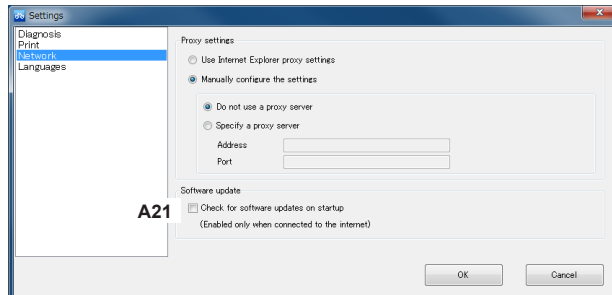 Settings
Diagnosis
Print
Network
Languages
Proxy settings
Use Internet Explorer proxy settings
Manually configure the settings
Do not use a proxy server
Specify a proxy server
Address
Port
Software update
A21
Check for software updates on startup
(Enabled only when connected to the internet)
OK
Cancel